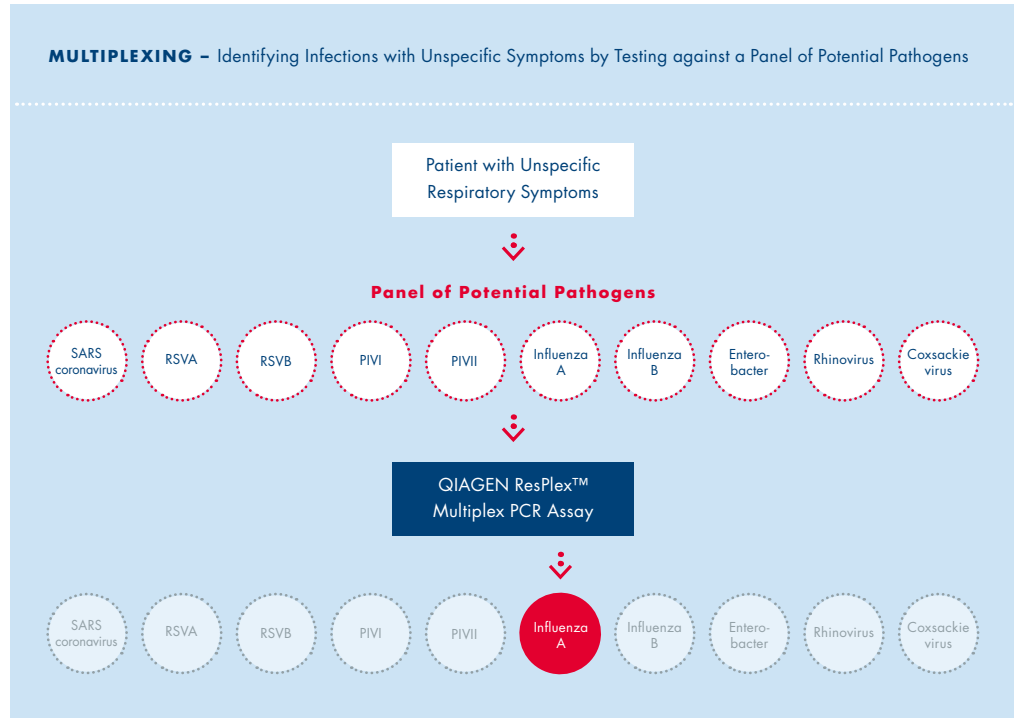 MULTIPLEXING – Identifying Infections with Unspecific Symptoms by Testing against a Panel of Potential Pathogens
Patient with Unspecific
Respiratory Symptoms
Panel of Potential Pathogens
SARS
coronavirus
RSVA
RSVB
PIVI
PIVII
Influenza
A
Influenza
B
Entero-
bacter
Rhinovirus
Coxsackie
virus
QIAGEN ResPlex™
Multiplex PCR Assay
SARS
coronavirus
RSVA
RSVB
PIVI
PIVII
Influenza
A
Influenza
B
Entero-
bacter
Rhinovirus
Coxsackie
virus